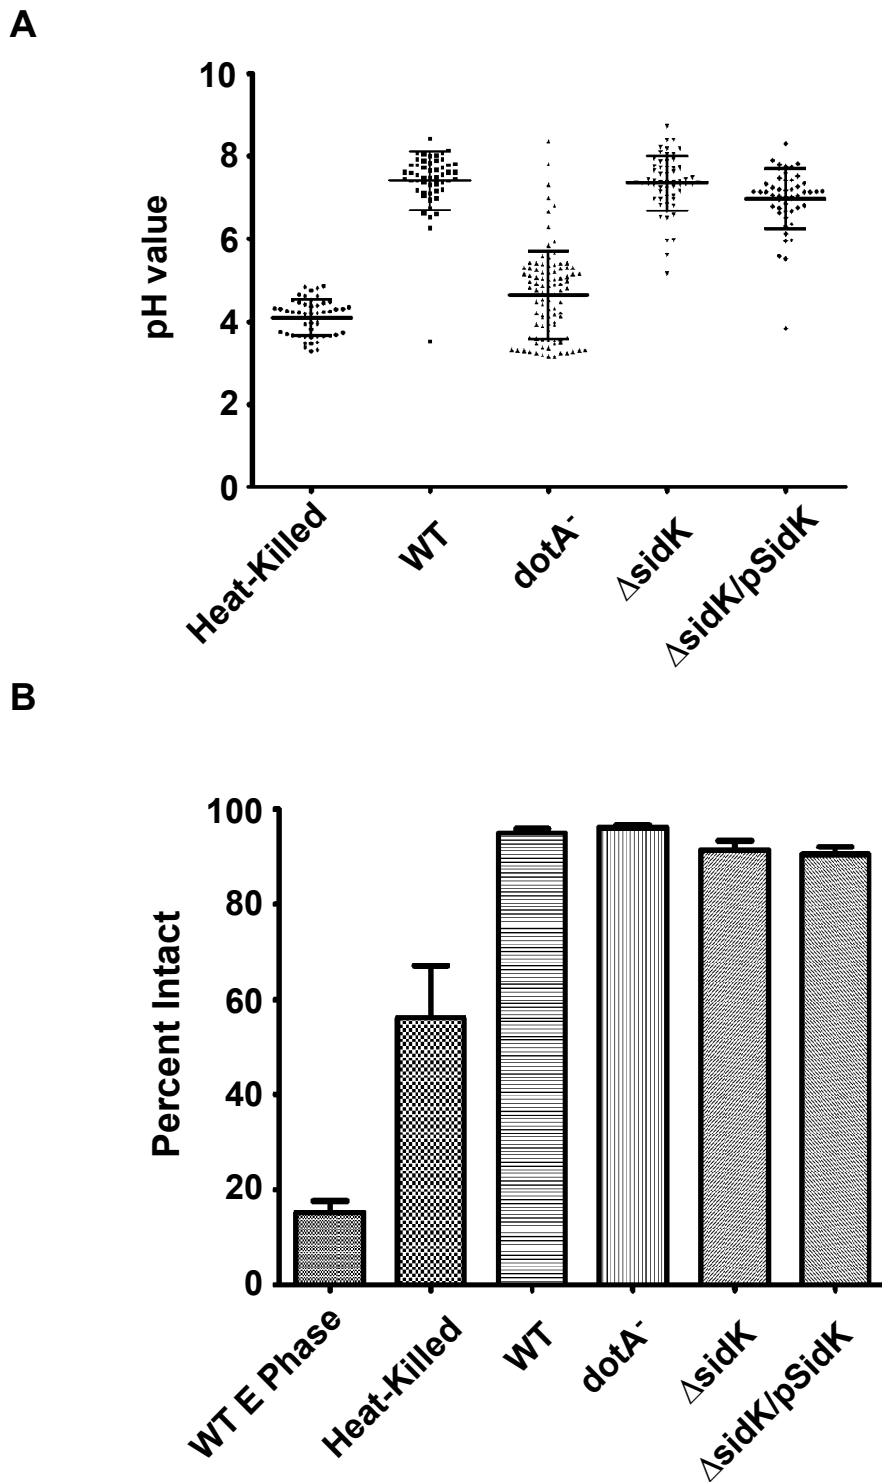 A
pH value
10
8
6
4
2
0
Heat-Killed
WT
dotA-
ΔsidK
ΔsidK/pSidK
B
Percent Intact
100
80
60
40
20
0
WT E Phase
Heat-Killed
WT
dotA-
ΔsidK
ΔsidK/pSidK